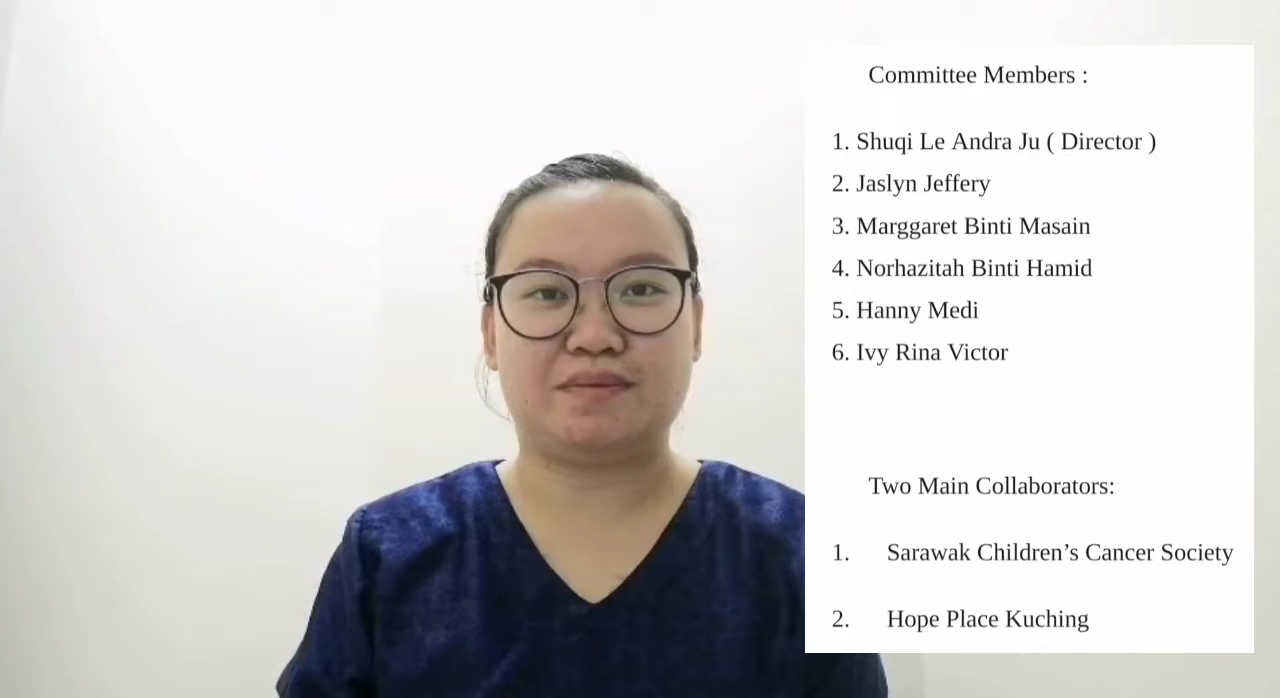 Committee Members :
1. Shuqi Le Andra Ju ( Director )
2. Jaslyn Jeffery
3. Marggaret Binti Masain
4. Norhazitah Binti Hamid
5. Hanny Medi
6. Ivy Rina Victor
Two Main Collaborators:
1. Sarawak Children’s Cancer Society
2. Hope Place Kuching